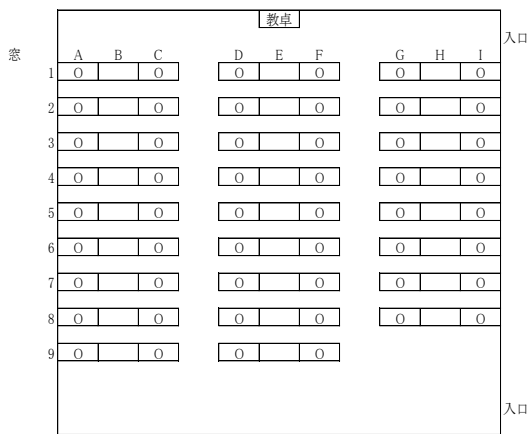 教卓
入口
窓
A B C D E F G H I
1 O O O O O O
2 O O O O O O
3 O O O O O O
4 O O O O O O
5 O O O O O O
6 O O O O O O
7 O O O O O O
8 O O O O O O
9 O O O O
入口